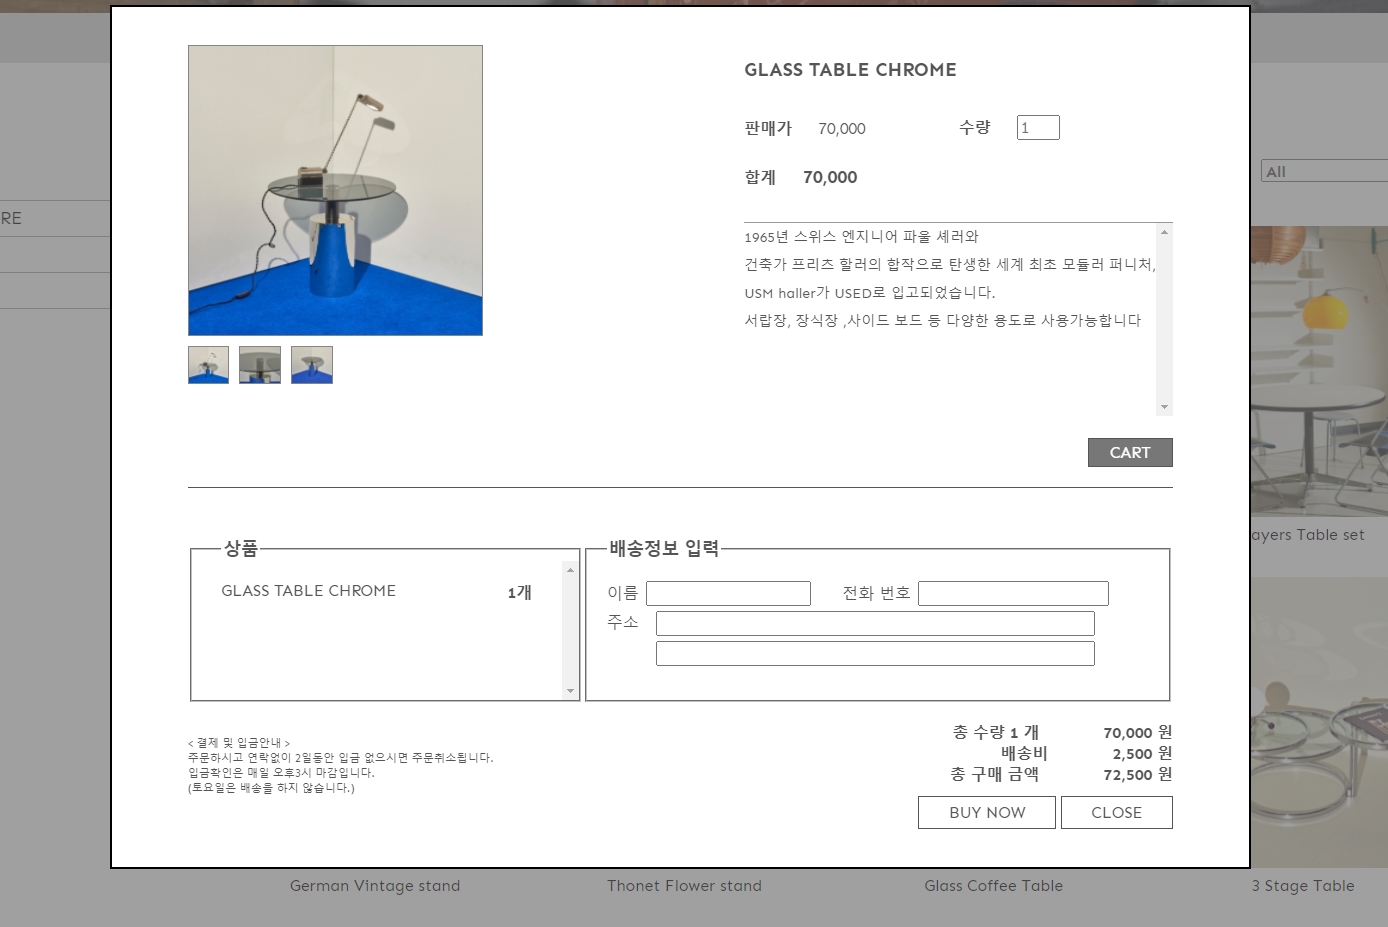 GLASS TABLE CHROME
판매가 70,000 수량 1
합계 70,000
1965년 스위스 엔지니어 파울 셰러와
건축가 프리츠 할러의 합작으로 탄생한 세계 최초 모듈러 퍼니처,
USM haller가 USED로 입고되었습니다.
서랍장, 장식장 ,사이드 보드 등 다양한 용도로 사용가능합니다
CART
상품
GLASS TABLE CHROME 1개
배송정보 입력
이름 전화 번호
주소
< 결제 및 입금안내 >
주문하시고 연락없이 2일동안 입금 없으시면 주문취소됩니다.
입금확인은 매일 오후3시 마감입니다.
(토요일은 배송을 하지 않습니다.)
총 수량 1 개 70,000 원
배송비 2,500 원
총 구매 금액 72,500 원
BUY NOW CLOSE
RE
All
ayers Table set
German Vintage stand
Thonet Flower stand
Glass Coffee Table
3 Stage Table